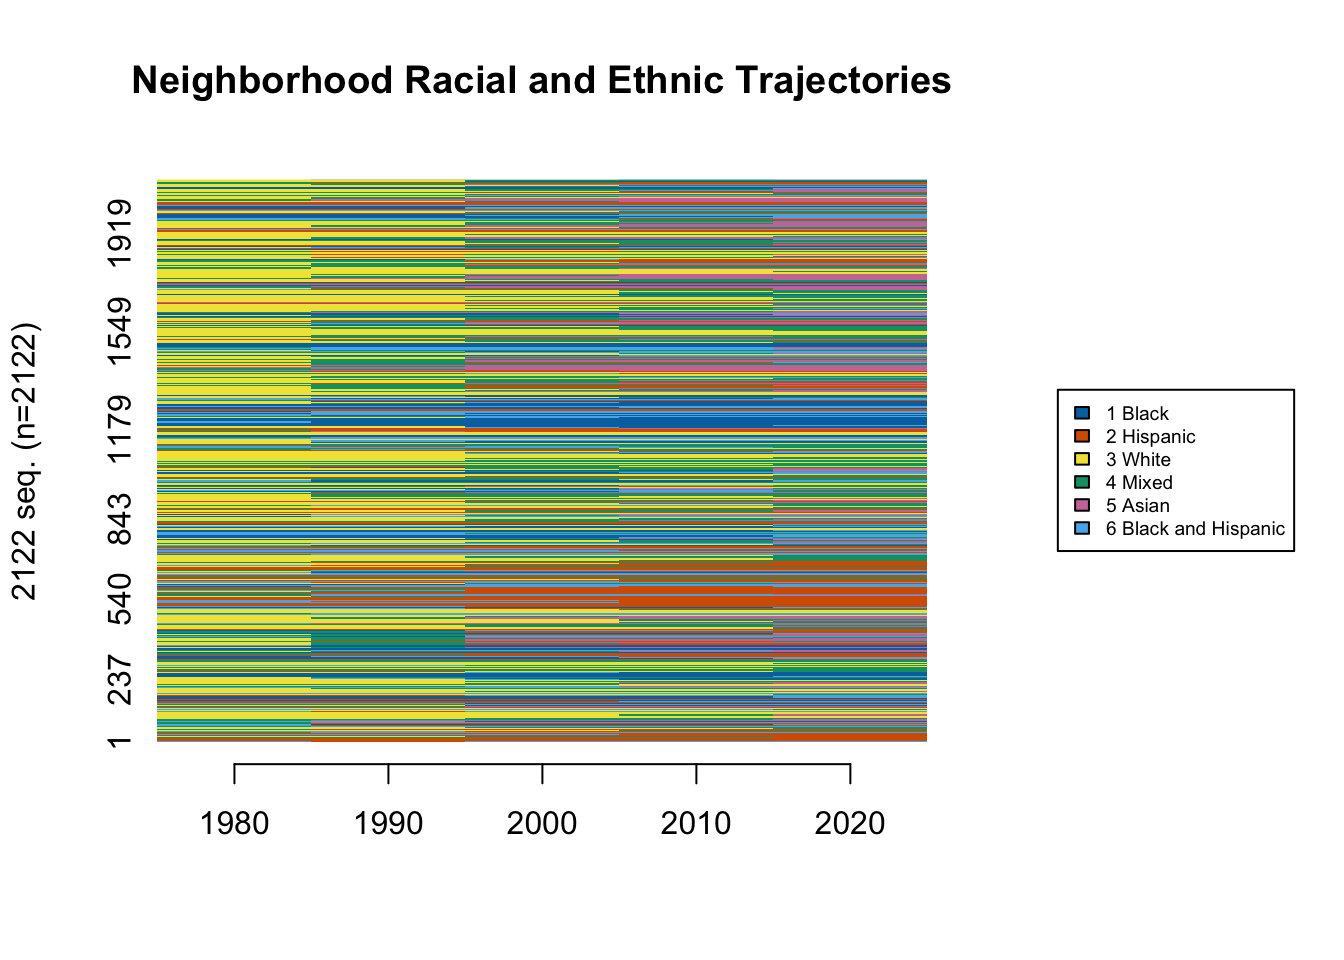 Neighborhood Racial and Ethnic Trajectories
2122 seq. (n=2122)
1919
1549
1179
843
540
237
1
1980 1990 2000 2010 2020
1 Black
2 Hispanic
3 White
4 Mixed
5 Asian
6 Black and Hispanic